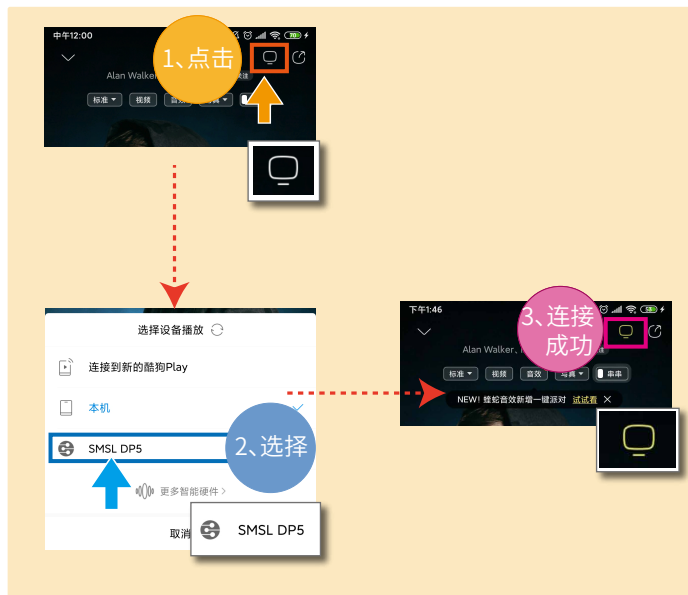 中午12:00
1、点击
Alan Walker
标准
视频
音效
选择设备播放
连接到新的酷狗Play
本机
SMSL DP5
2、选择
更多智能硬件
取消
SMSL DP5
下午1:46
3、连接
成功
Alan Walker、
标准
视频
音效
写真
串串
NEW! 蝰蛇音效新增一键派对 试试看